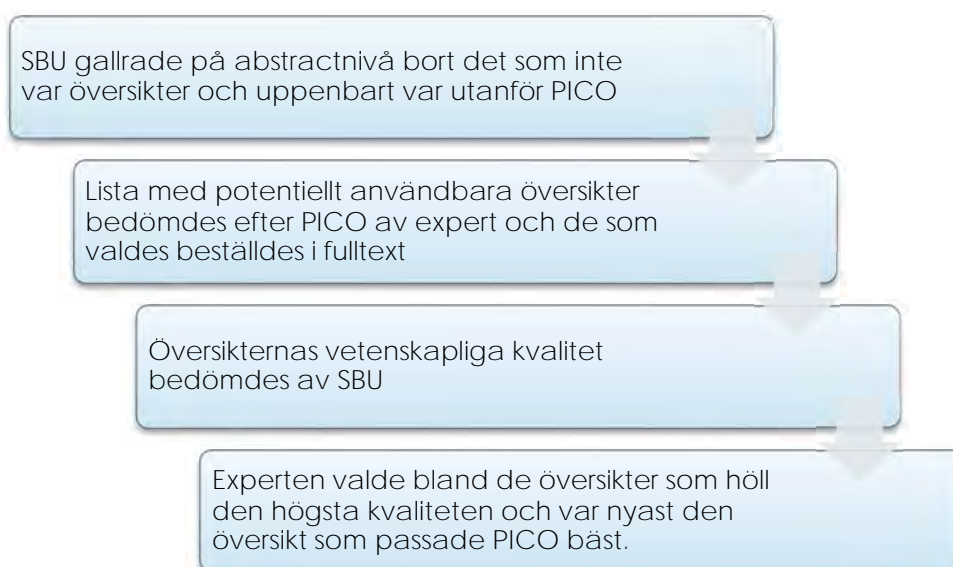 SBU gallrade på abstractnivå bort det som inte
var översikter och uppenbart var utanför PICO
Lista med potentiellt användbara översikter
bedömdes efter PICO av expert och de som
valdes beställdes i fulltext
Översikternas vetenskapliga kvalitet
bedömdes av SBU
Experten valde bland de översikter som höll
den högsta kvaliteten och var nyast den
översikt som passade PICO bäst.